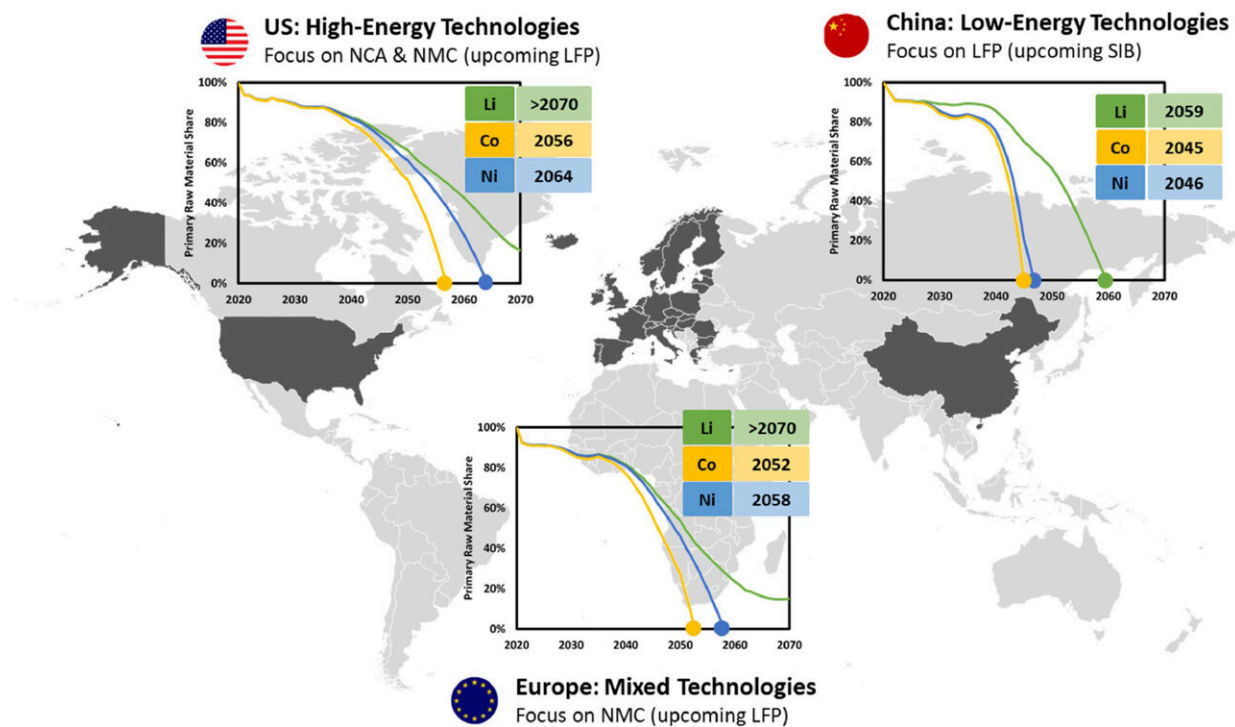 US: High-Energy Technologies
Focus on NCA & NMC (upcoming LFP)
Primary Raw Material Share
100%
80%
60%
40%
20%
0%
2020 2030 2040 2050 2060 2070
Li >2070
Co 2056
Ni 2064
China: Low-Energy Technologies
Focus on LFP (upcoming SIB)
Primary Raw Material Share
100%
80%
60%
40%
20%
0%
2020 2030 2040 2050 2060 2070
Li 2059
Co 2045
Ni 2046
Primary Raw Material Share
100%
80%
60%
40%
20%
0%
2020 2030 2040 2050 2060 2070
Li >2070
Co 2052
Ni 2058
Europe: Mixed Technologies
Focus on NMC (upcoming LFP)